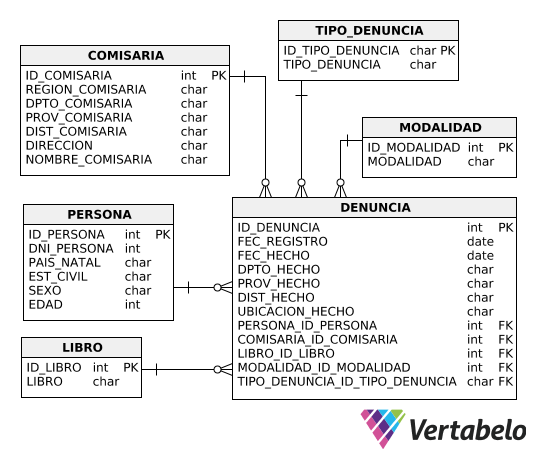 COMISARIA
ID_COMISARIA int PK
REGION_COMISARIA char
DPTO_COMISARIA char
PROV_COMISARIA char
DIST_COMISARIA char
DIRECCION char
NOMBRE_COMISARIA char
TIPO_DENUNCIA
ID_TIPO_DENUNCIA char PK
TIPO_DENUNCIA char
MODALIDAD
ID_MODALIDAD int PK
MODALIDAD char
PERSONA
ID_PERSONA int PK
DNI_PERSONA int
PAIS_NATAL char
EST_CIVIL char
SEXO char
EDAD int
DENUNCIA
ID_DENUNCIA int PK
FEC_REGISTRO date
FEC_HECHO date
DPTO_HECHO char
PROV_HECHO char
DIST_HECHO char
UBICACION_HECHO char
PERSONA_ID_PERSONA int FK
COMISARIA_ID_COMISARIA int FK
LIBRO_ID_LIBRO int FK
MODALIDAD_ID_MODALIDAD int FK
TIPO_DENUNCIA_ID_TIPO_DENUNCIA char FK
LIBRO
ID_LIBRO int PK
LIBRO char
Vertabelo